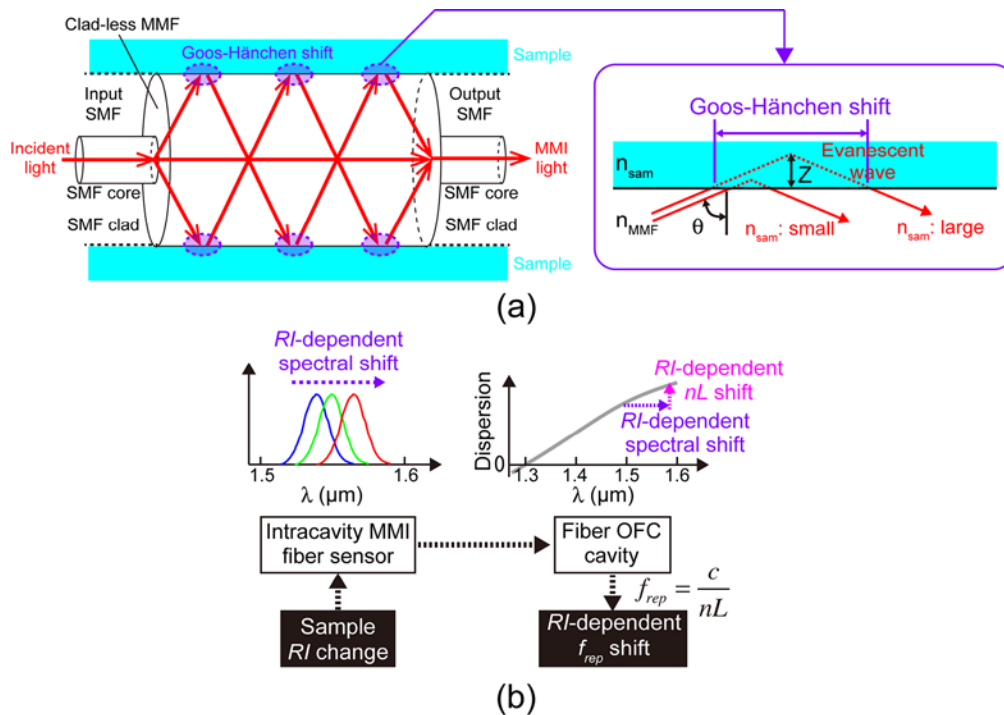 Clad-less MMF
Goos-Hänchen shift
Sample
Input
SMF
Output
SMF
Incident
light
MMI
light
SMF core
SMF core
SMF clad
SMF clad
Sample
Goos-Hänchen shift
n_sam
Evanescent
wave
Z
n_MMF
θ
n_sam: small
n_sam: large
(a)
RI-dependent
spectral shift
1.5
1.6
λ (µm)
RI-dependent
nL shift
RI-dependent
spectral shift
Dispersion
0
1.3
1.4
1.5
1.6
λ (µm)
Intracavity MMI
fiber sensor
Fiber OFC
cavity
f_rep = c/nL
Sample
RI change
RI-dependent
f_rep shift
(b)